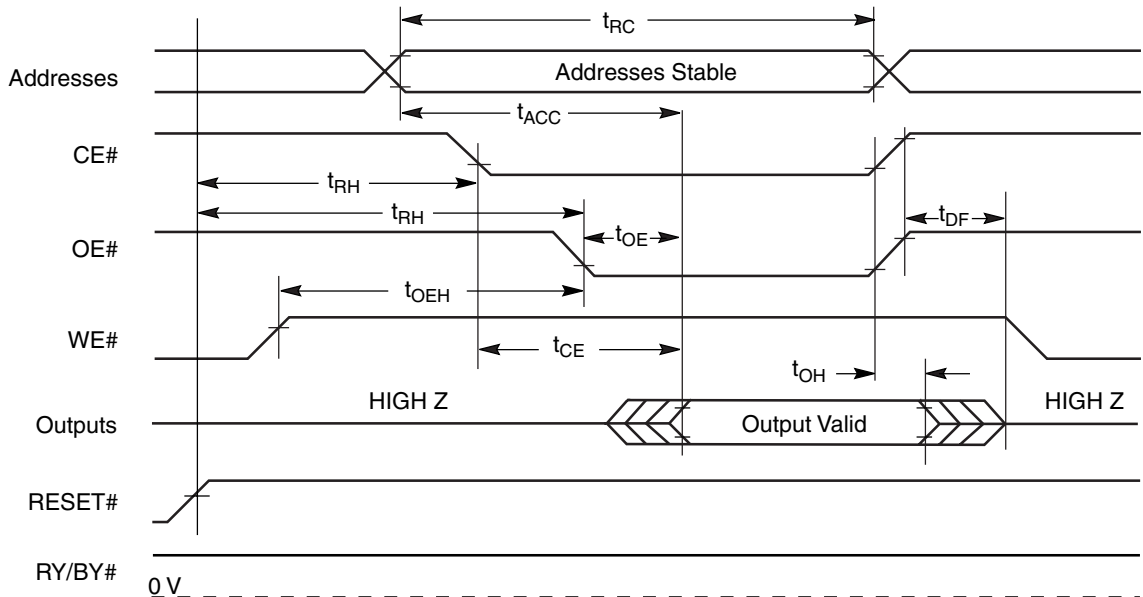 tRC
Addresses
Addresses Stable
tACC
CE#
tRH
tRH
tOE
tDF
OE#
tOEH
WE#
tCE
tOH
HIGH Z
HIGH Z
Outputs
Output Valid
RESET#
RY/BY#
0 V